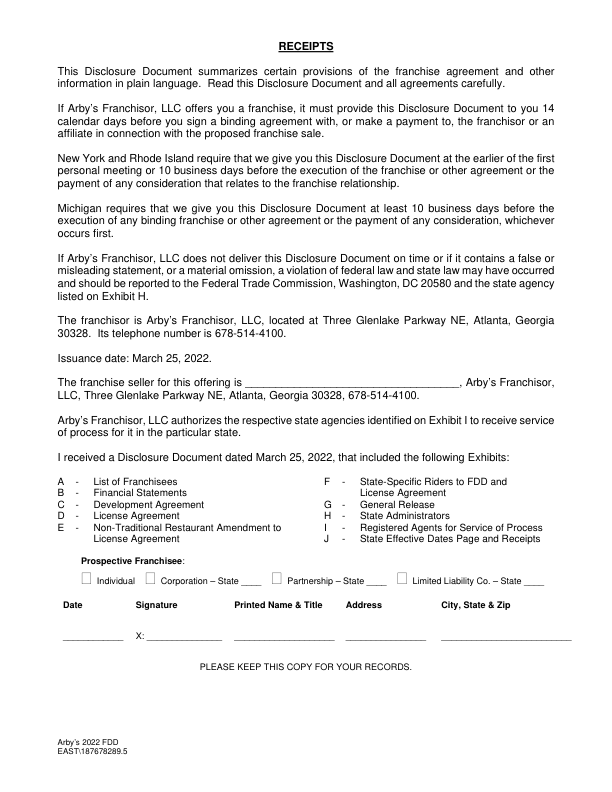 RECEIPTS
This Disclosure Document summarizes certain provisions of the franchise agreement and other
information in plain language.  Read this Disclosure Document and all agreements carefully.
If Arby's Franchisor, LLC offers you a franchise, it must provide this Disclosure Document to you 14
calendar days before you sign a binding agreement with, or make a payment to, the franchisor or an
affiliate in connection with the proposed franchise sale.
New York and Rhode Island require that we give you this Disclosure Document at the earlier of the first
personal meeting or 10 business days before the execution of the franchise or other agreement or the
payment of any consideration that relates to the franchise relationship.
Michigan requires that we give you this Disclosure Document at least 10 business days before the
execution of any binding franchise or other agreement or the payment of any consideration, whichever
occurs first.
If Arby's Franchisor, LLC does not deliver this Disclosure Document on time or if it contains a false or
misleading statement, or a material omission, a violation of federal law and state law may have occurred
and should be reported to the Federal Trade Commission, Washington, DC 20580 and the state agency
listed on Exhibit H.
The franchisor is Arby's Franchisor, LLC, located at Three Glenlake Parkway NE, Atlanta, Georgia
30328.  Its telephone number is 678-514-4100.
Issuance date: March 25, 2022.
The franchise seller for this offering is ___________________________________, Arby's Franchisor,
LLC, Three Glenlake Parkway NE, Atlanta, Georgia 30328, 678-514-4100.
Arby's Franchisor, LLC authorizes the respective state agencies identified on Exhibit I to receive service
of process for it in the particular state.
I received a Disclosure Document dated March 25, 2022, that included the following Exhibits:
A - List of Franchisees
B - Financial Statements
C - Development Agreement
D - License Agreement
E - Non-Traditional Restaurant Amendment to
License Agreement
F - State-Specific Riders to FDD and
License Agreement
G - General Release
H - State Administrators
I - Registered Agents for Service of Process
J - State Effective Dates Page and Receipts
Prospective Franchisee:
☐ Individual ☐ Corporation – State ____ ☐ Partnership – State ____ ☐ Limited Liability Co. – State ____
Date Signature Printed Name & Title Address City, State & Zip
____________ X: _______________ ____________________ ________________ __________________________
PLEASE KEEP THIS COPY FOR YOUR RECORDS.
Arby's 2022 FDD
EAST\187678289.5